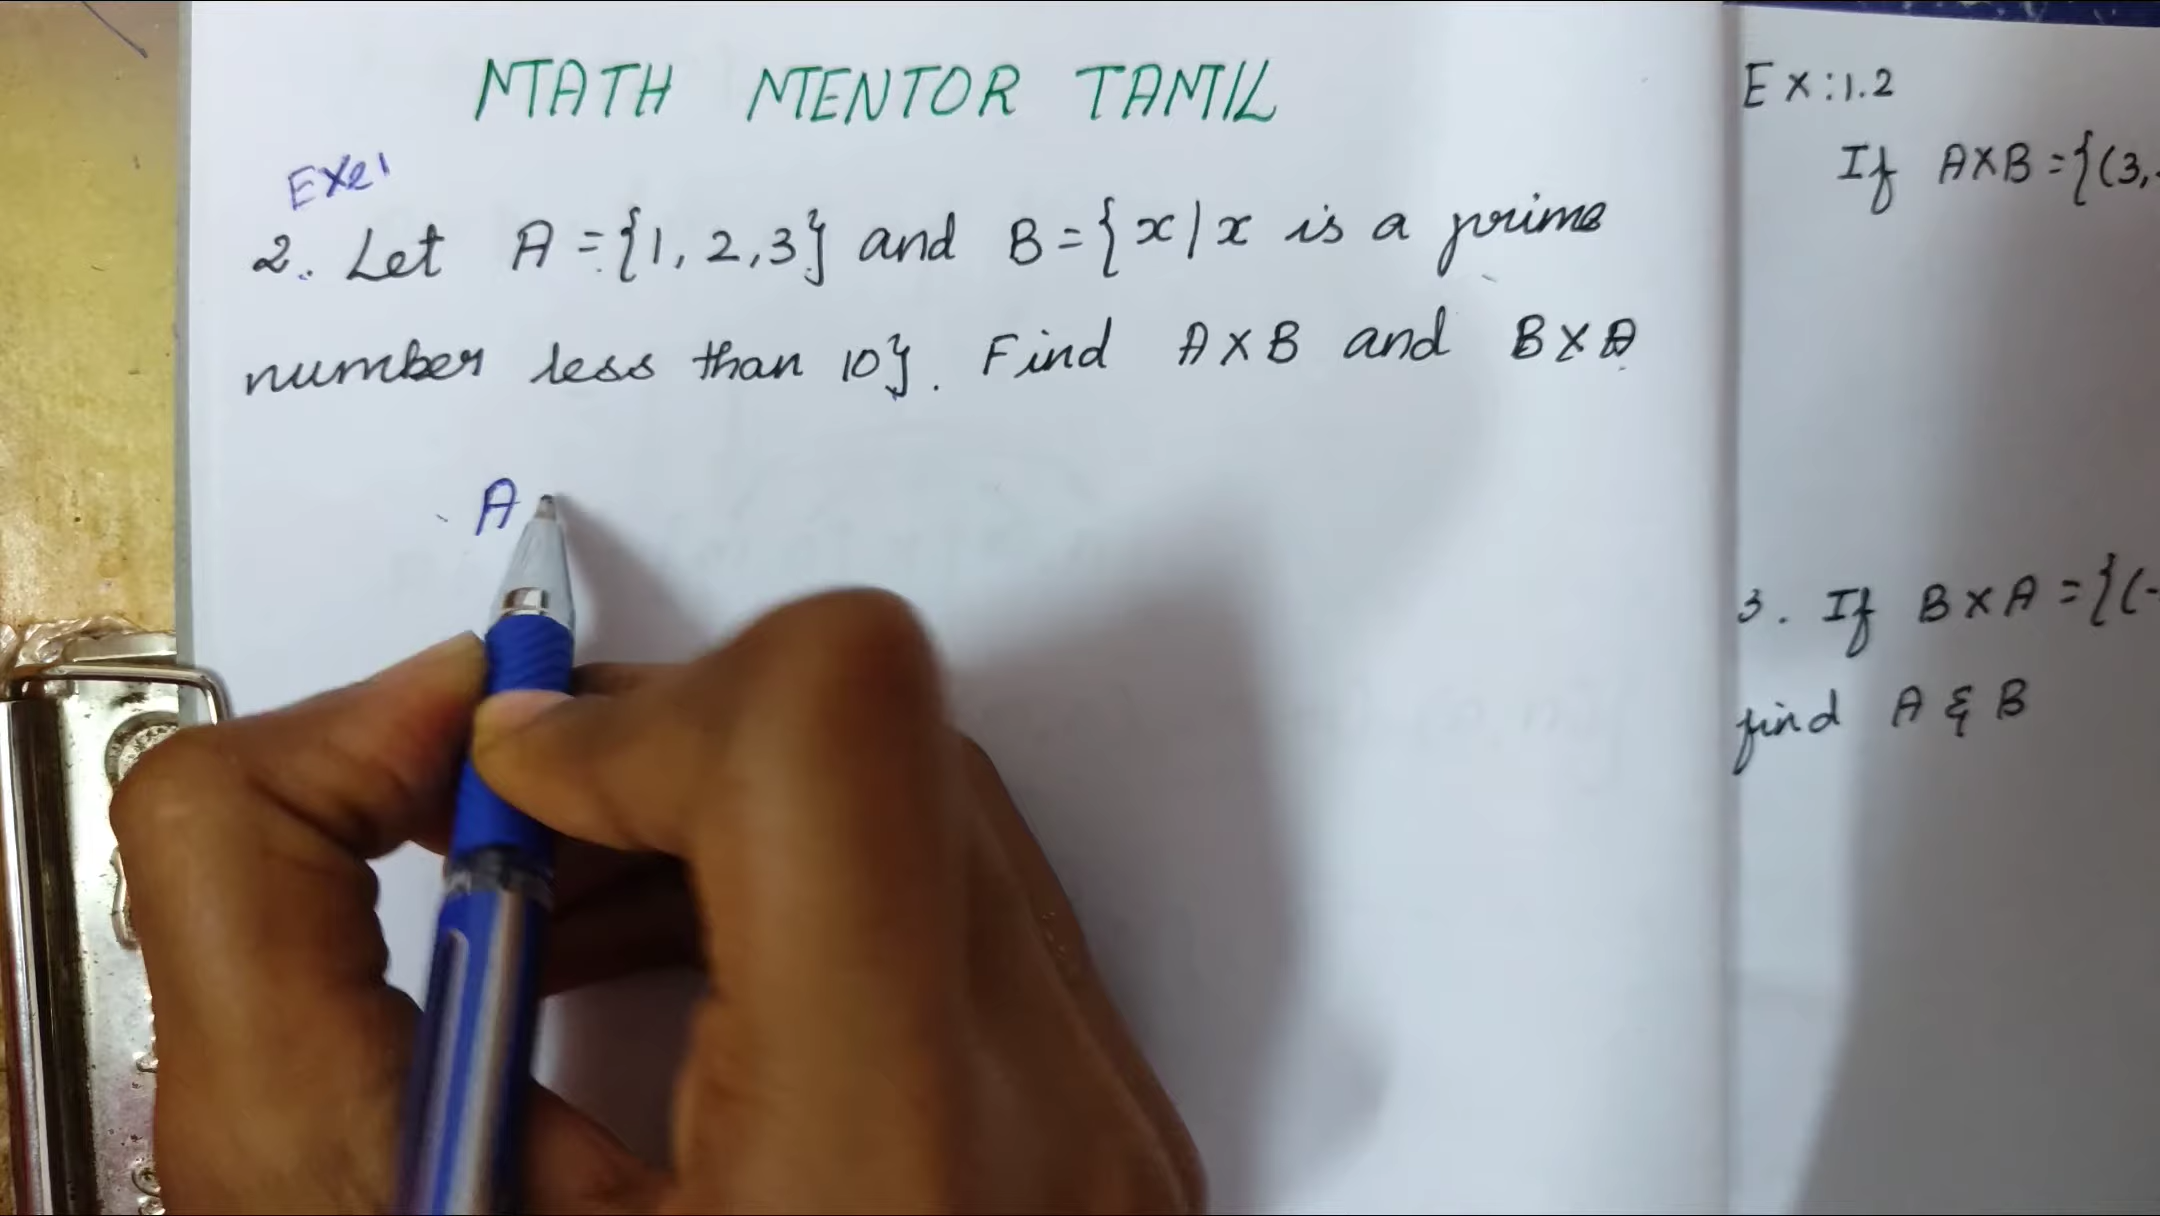 MATH MENTOR TAMIL
2. Let A = {1, 2, 3} and B = {x | x is a prime
number less than 10}. Find A X B and B X A
A
Ex: 1.2
If A X B = {(3,
3. If B X A = {(-
find A & B